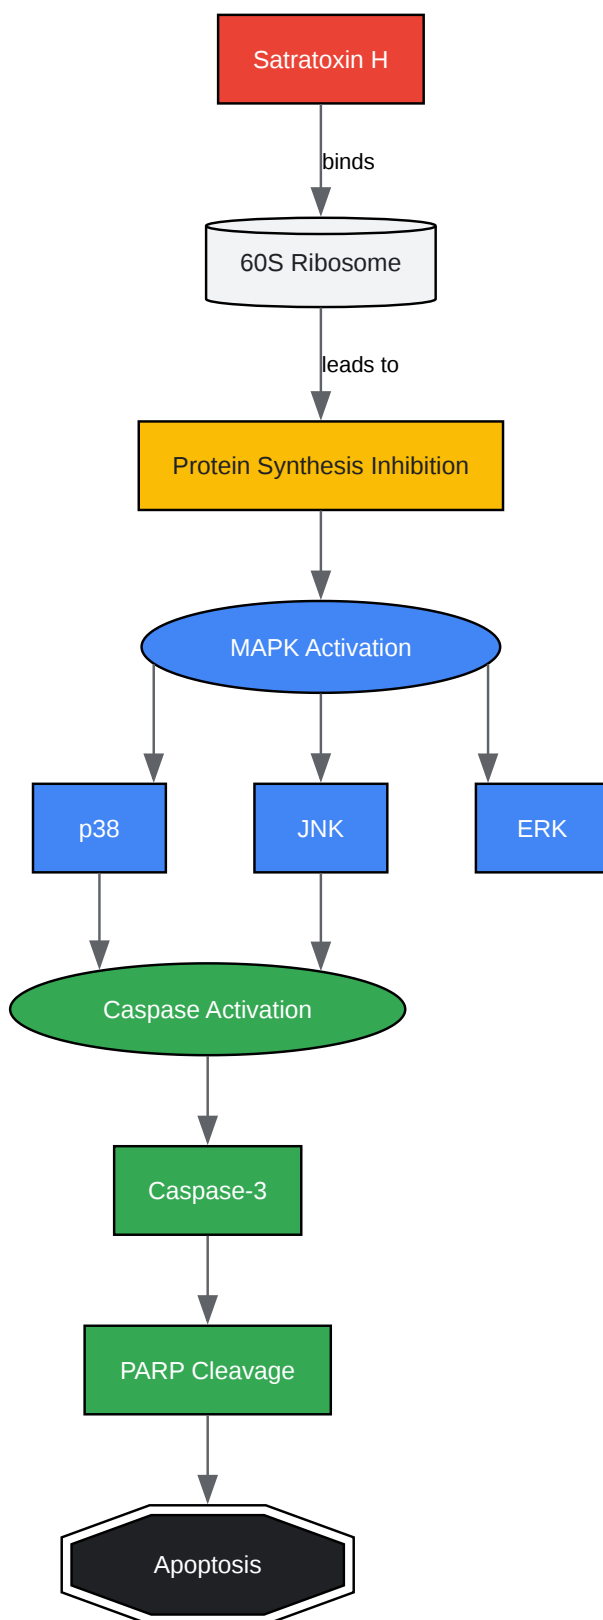 Satratoxin H
binds
60S Ribosome
leads to
Protein Synthesis Inhibition
MAPK Activation
p38
JNK
ERK
Caspase Activation
Caspase-3
PARP Cleavage
Apoptosis